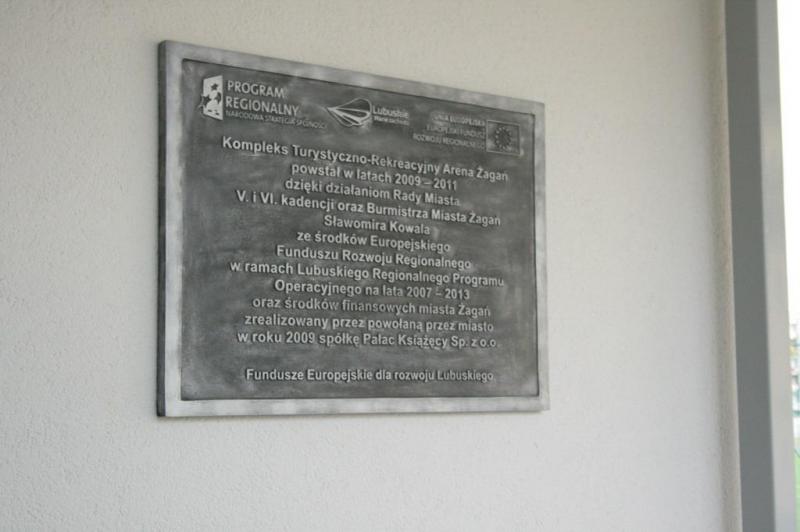 PROGRAM
REGIONALNY
NARODOWA STRATEGIA SPÓJNOŚCI
Lubuskie
Warte zachodu
UNIA EUROPEJSKA
EUROPEJSKI FUNDUSZ
ROZWOJU REGIONALNEGO
Kompleks Turystyczno-Rekreacyjny Arena Żagań
powstał w latach 2009 – 2011
dzięki działaniom Rady Miasta
V. i VI. kadencji oraz Burmistrza Miasta Żagań
Sławomira Kowala
ze środków Europejskiego
Funduszu Rozwoju Regionalnego
w ramach Lubuskiego Regionalnego Programu
Operacyjnego na lata 2007 – 2013
oraz środków finansowych miasta Żagań
zrealizowany przez powołaną przez miasto
w roku 2009 spółkę Pałac Książęcy Sp. z o.o.
Fundusze Europejskie dla rozwoju Lubuskiego